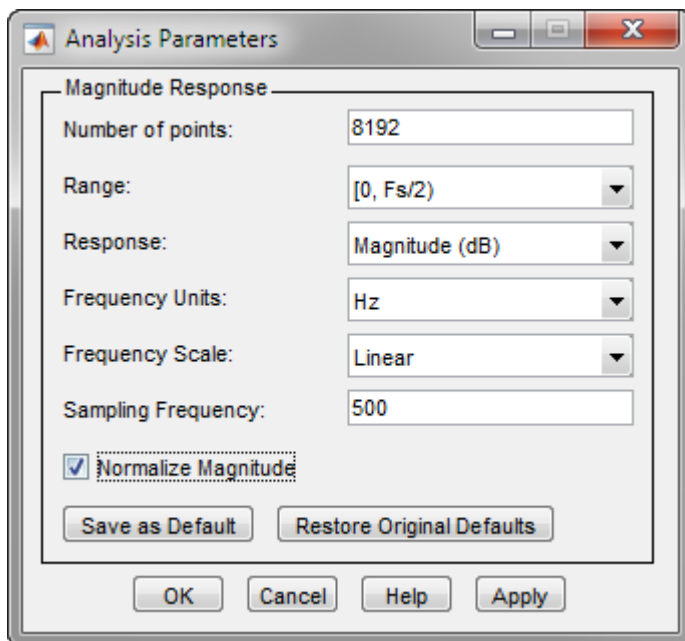 Analysis Parameters
Magnitude Response
Number of points: 8192
Range: [0, Fs/2)
Response: Magnitude (dB)
Frequency Units: Hz
Frequency Scale: Linear
Sampling Frequency: 500
Normalize Magnitude
Save as Default Restore Original Defaults
OK Cancel Help Apply